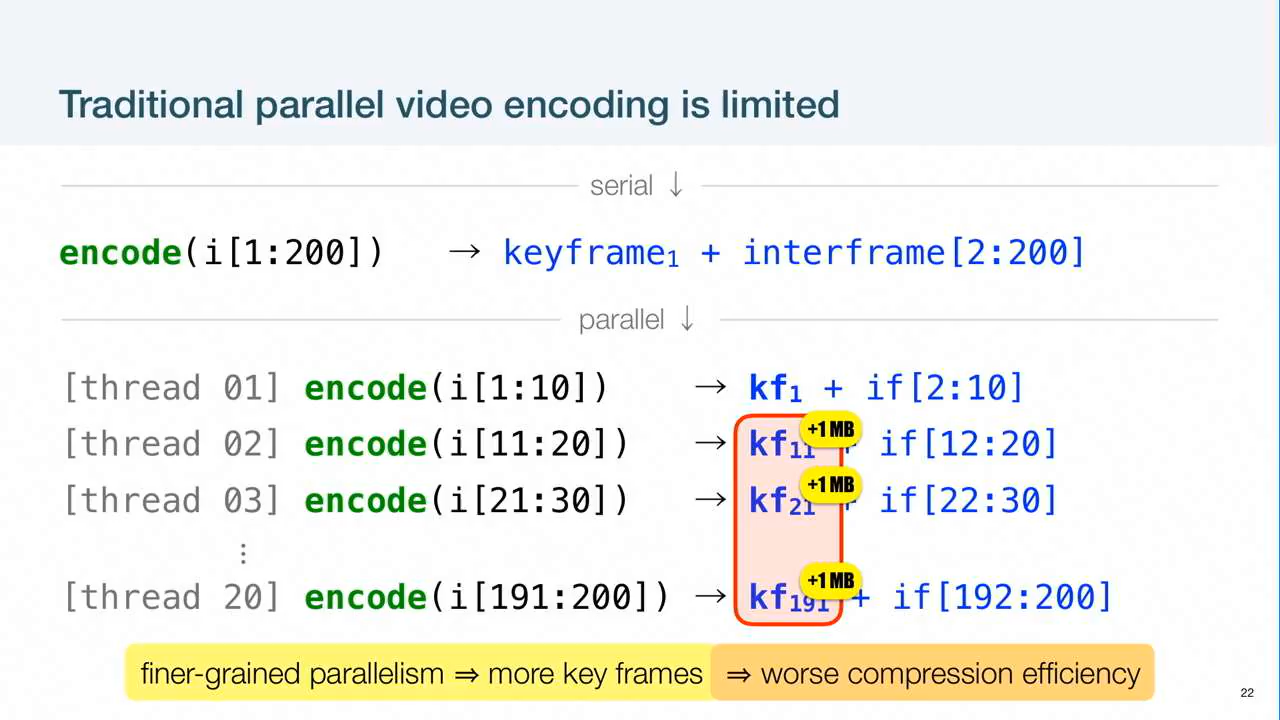 Traditional parallel video encoding is limited
serial ↓
encode(i[1:200]) → keyframe₁ + interframe[2:200]
parallel ↓
[thread 01] encode(i[1:10]) → kf₁ + if[2:10]
[thread 02] encode(i[11:20]) → kf₁₁ + if[12:20]
+1 MB
[thread 03] encode(i[21:30]) → kf₂₁ + if[22:30]
+1 MB
⋮
[thread 20] encode(i[191:200]) → kf₁₉₁ + if[192:200]
+1 MB
finer-grained parallelism ⇒ more key frames ⇒ worse compression efficiency
22